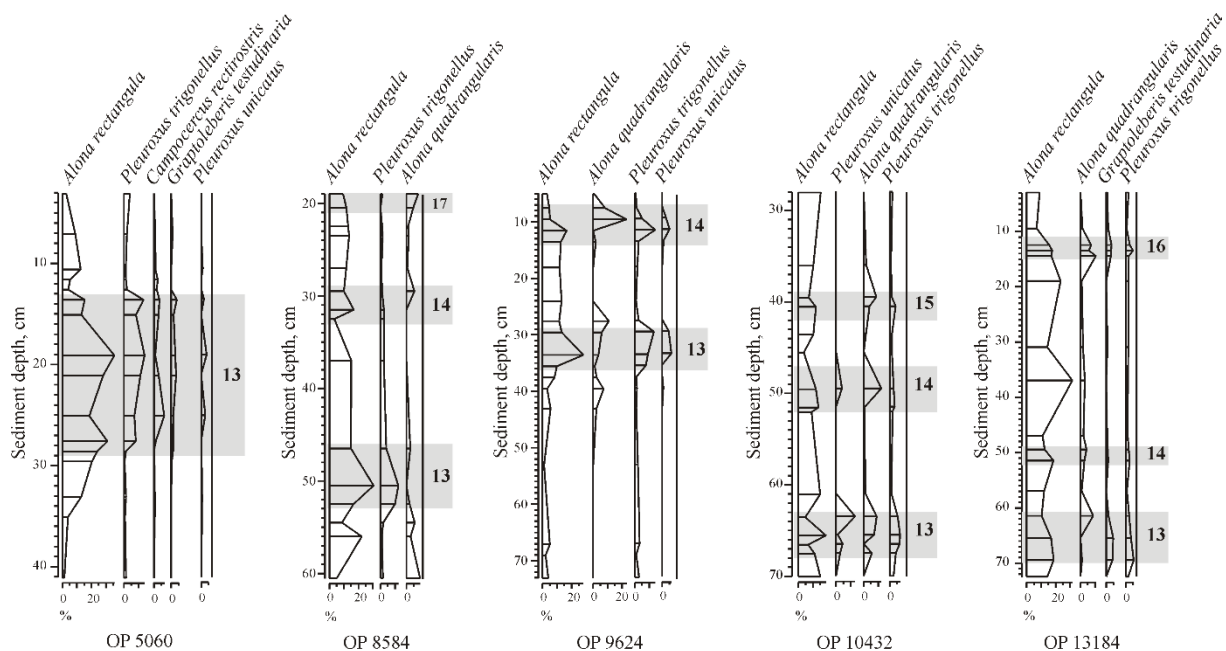 Alona rectangula
Pleuroxus trigonellus
Campocercus rectirostris
Graptoleberis testudinaria
Pleuroxus unicatus
Sediment depth, cm
10
20
30
40
13
0 20 0 0 0 0
%
OP 5060
Alona rectangula
Pleuroxus trigonellus
Alona quadrangularis
Sediment depth, cm
20
30
40
50
60
17
14
13
0 20 0 0
%
OP 8584
Alona rectangula
Alona quadrangularis
Pleuroxus trigonellus
Pleuroxus unicatus
Sediment depth, cm
10
20
30
40
50
60
70
14
13
0 20 0 0 0
%
OP 9624
Alona rectangula
Pleuroxus unicatus
Alona quadrangularis
Pleuroxus trigonellus
Sediment depth, cm
30
40
50
60
70
15
14
13
0 20 0 0 0
%
OP 10432
Alona rectangula
Alona quadrangularis
Graptoleberis testudinaria
Pleuroxus trigonellus
Sediment depth, cm
10
20
30
40
50
60
70
16
14
13
0 20 0 0 0
%
OP 13184